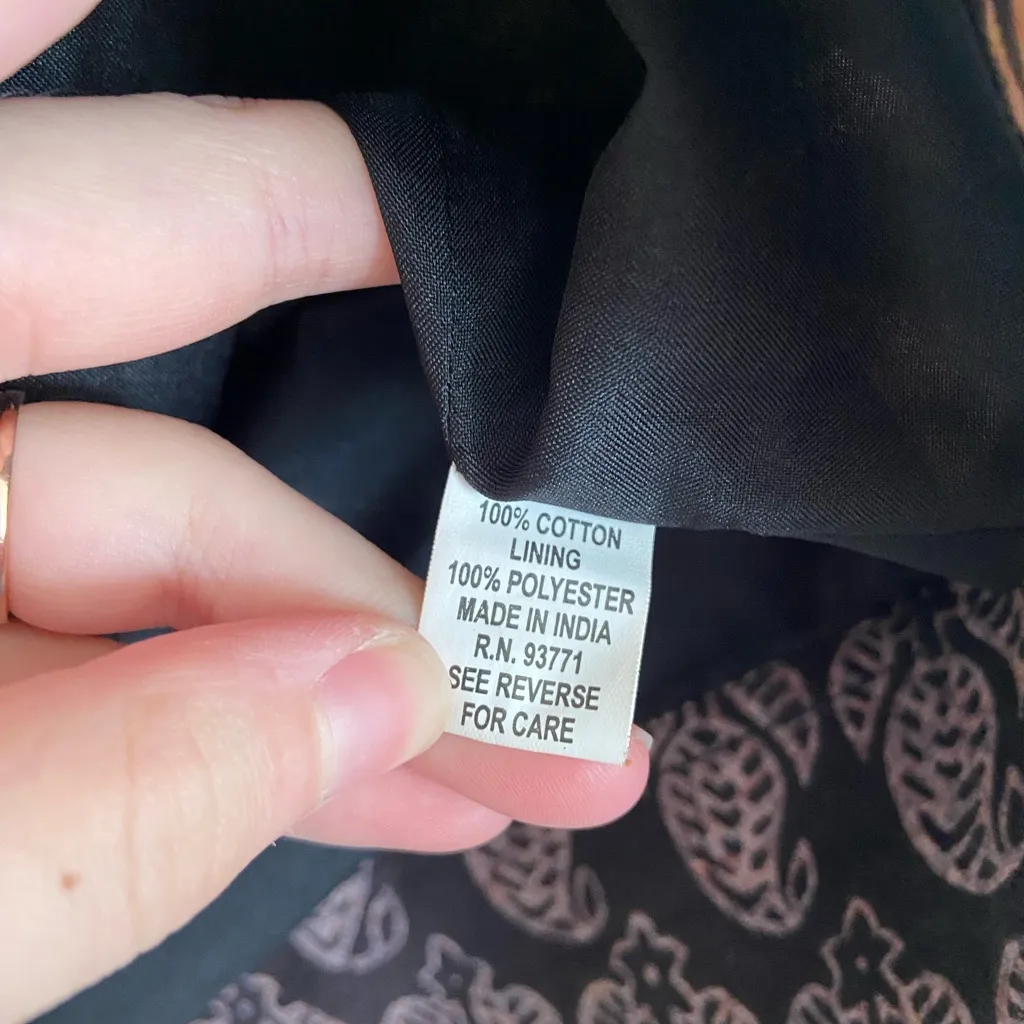 100% COTTON
LINING
100% POLYESTER
MADE IN INDIA
R.N. 93771
SEE REVERSE
FOR CARE